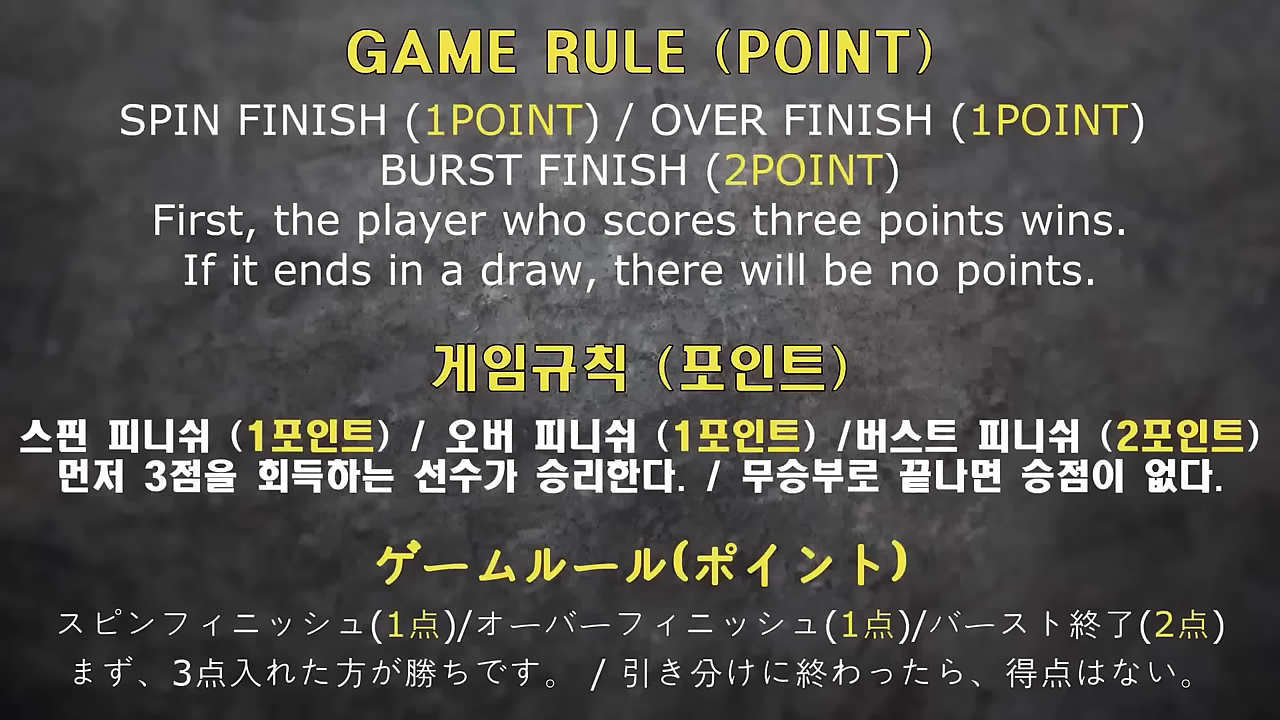 GAME RULE (POINT)
SPIN FINISH (1POINT) / OVER FINISH (1POINT)
BURST FINISH (2POINT)
First, the player who scores three points wins.
If it ends in a draw, there will be no points.
게임규칙 (포인트)
스핀 피니쉬 (1포인트) / 오버 피니쉬 (1포인트) /버스트 피니쉬 (2포인트)
먼저 3점을 회득하는 선수가 승리한다. / 무승부로 끝나면 승점이 없다.
ゲームルール(ポイント)
スピンフィニッシュ(1点)/オーバーフィニッシュ(1点)/バースト終了(2点)
まず、3点入れた方が勝ちです。 / 引き分けに終わったら、得点はない。